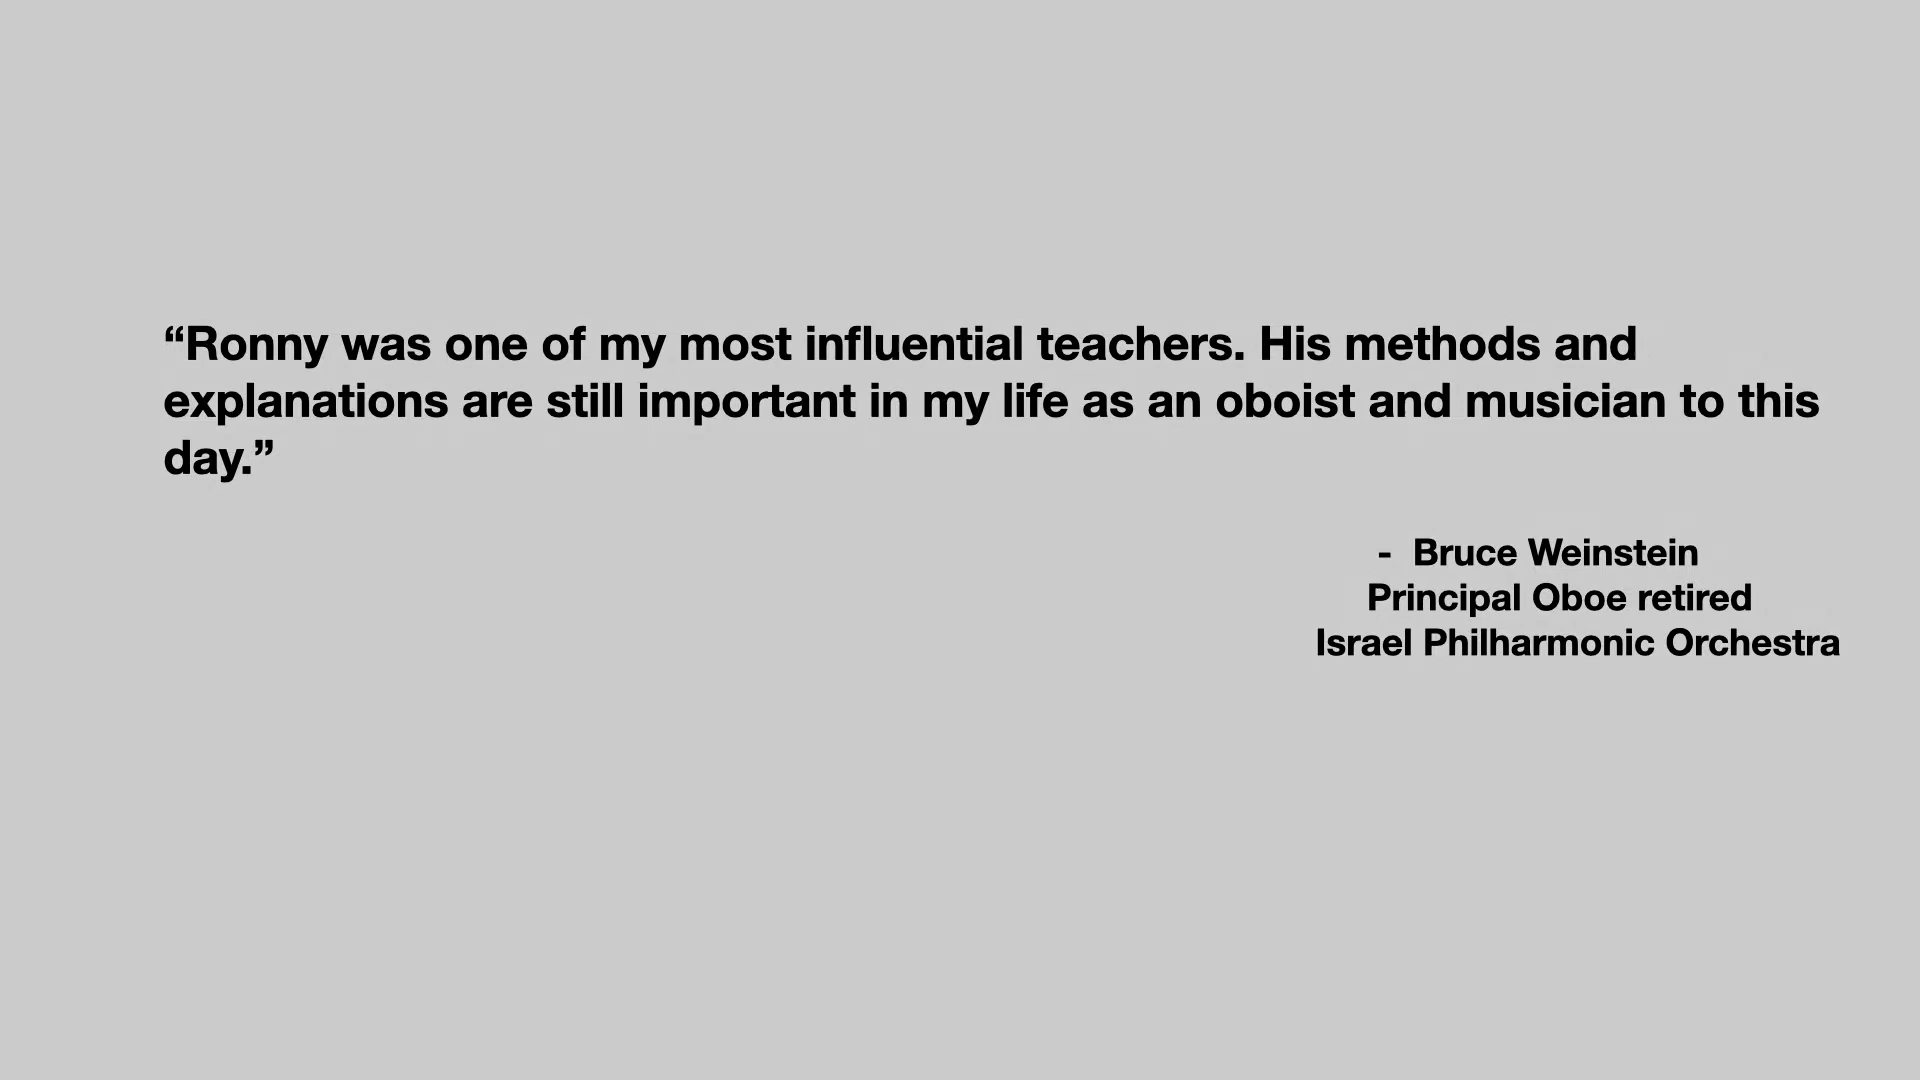 “Ronny was one of my most influential teachers. His methods and
explanations are still important in my life as an oboist and musician to this
day.”
- Bruce Weinstein
Principal Oboe retired
Israel Philharmonic Orchestra